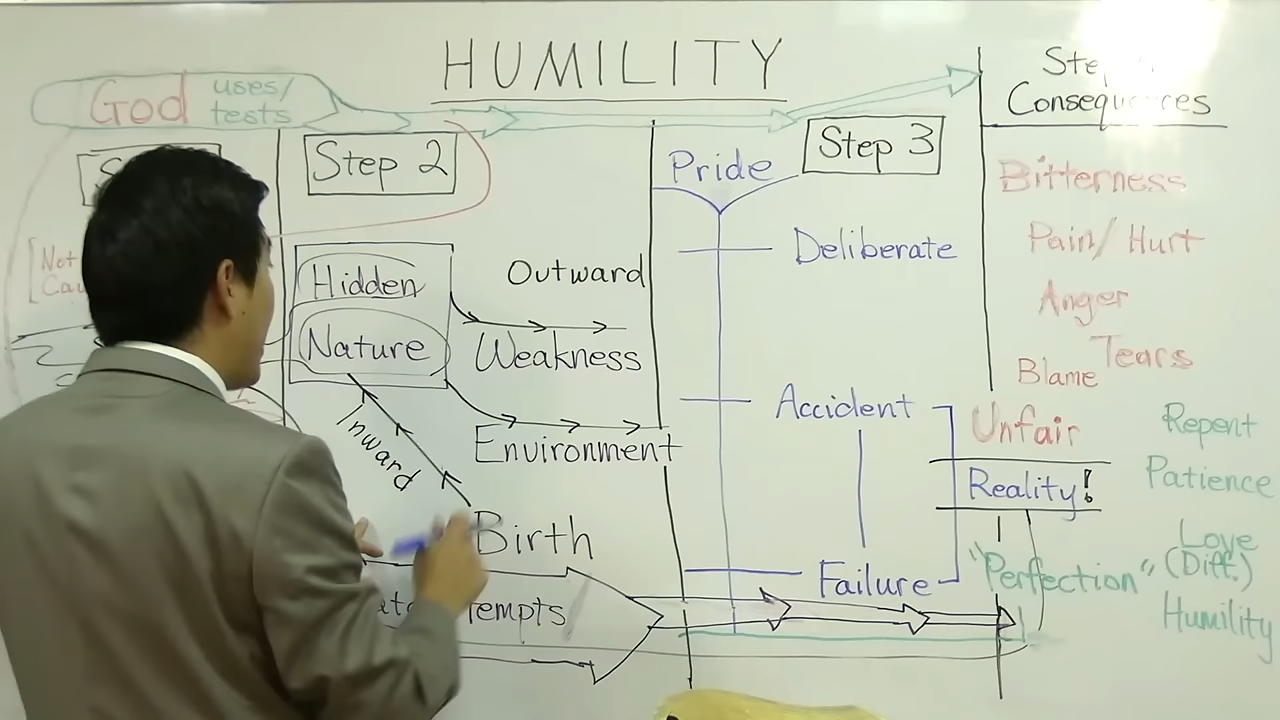 HUMILITY
God uses/
tests
Step 2
Hidden
Nature
Outward
Weakness
Environment
Inward
Birth
Pride
Step 3
Deliberate
Accident
Failure
Consequences
Bitterness
Pain/ Hurt
Anger
Blame Tears
Unfair
Reality!
"Perfection"
Repent
Patience
Love
(Diff.)
Humility